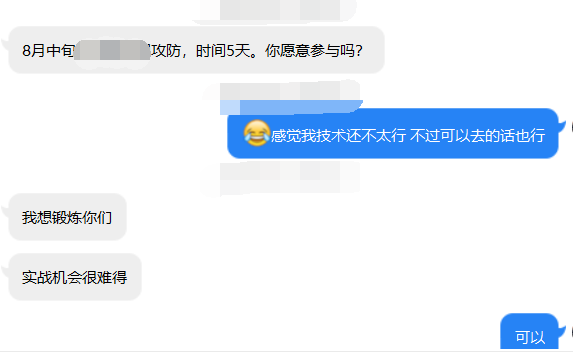 8月中旬攻防，时间5天。你愿意参与吗？
感觉我技术还不太行 不过可以去的话也行
我想锻炼你们
实战机会很难得
可以